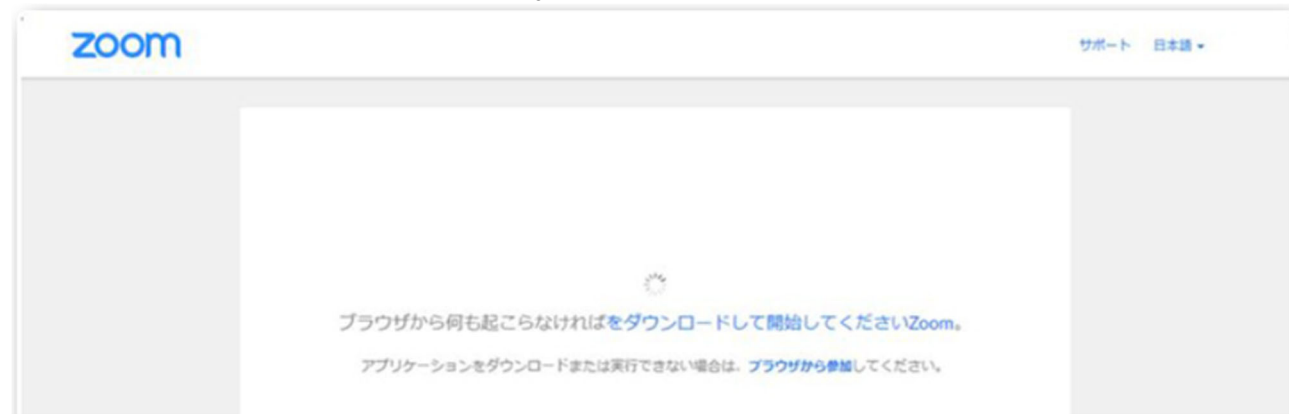 zoom
サポート 日本語
ブラウザから何も起こらなければをダウンロードして開始してくださいZoom。
アプリケーションをダウンロードまたは実行できない場合は、ブラウザから参加してください。